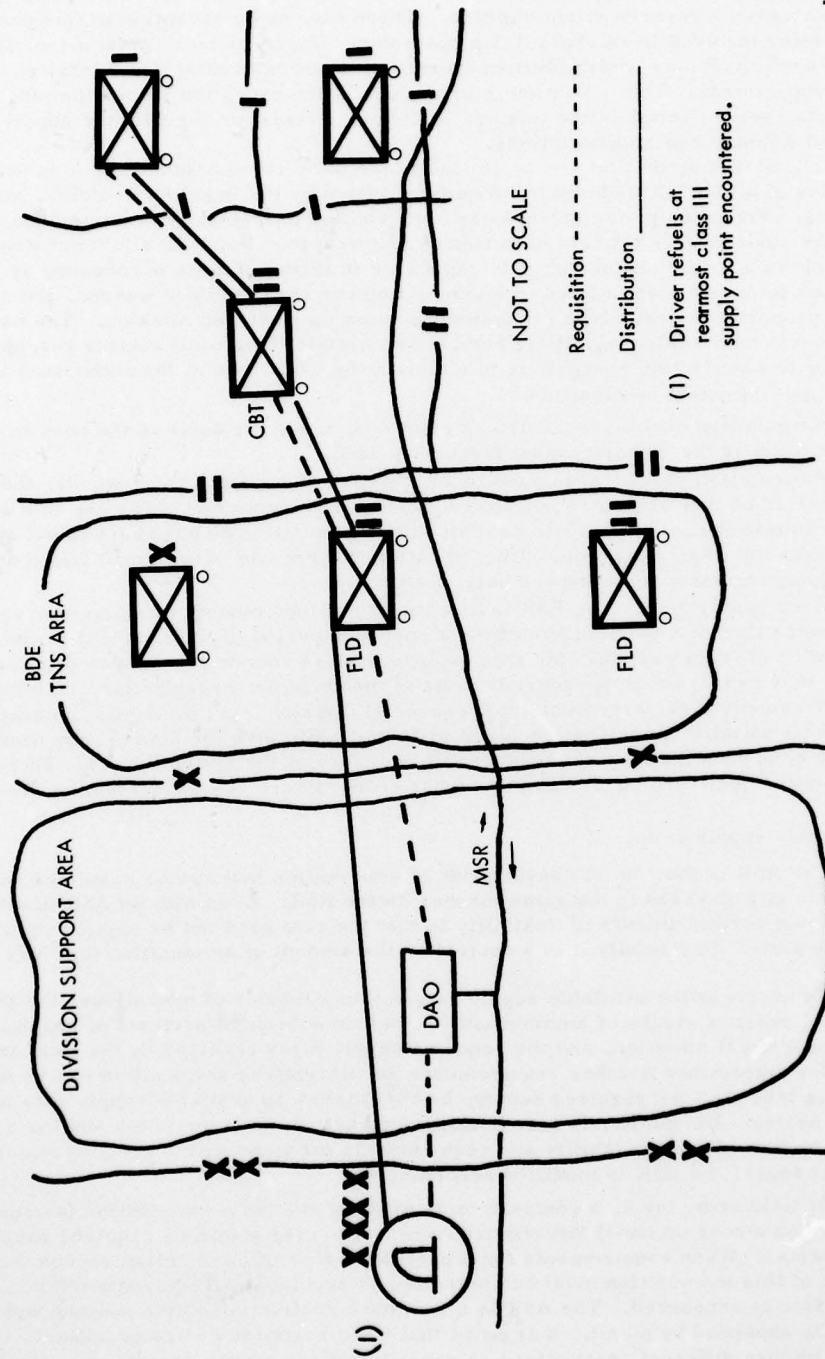 BDE
TNS AREA
DIVISION SUPPORT AREA
CBT
FLD
FLD
DAO
MSR
(1)
NOT IO SCALE
Requisition
Distribution
(1) Driver refuels at
rearmost class III
supply point encountered.